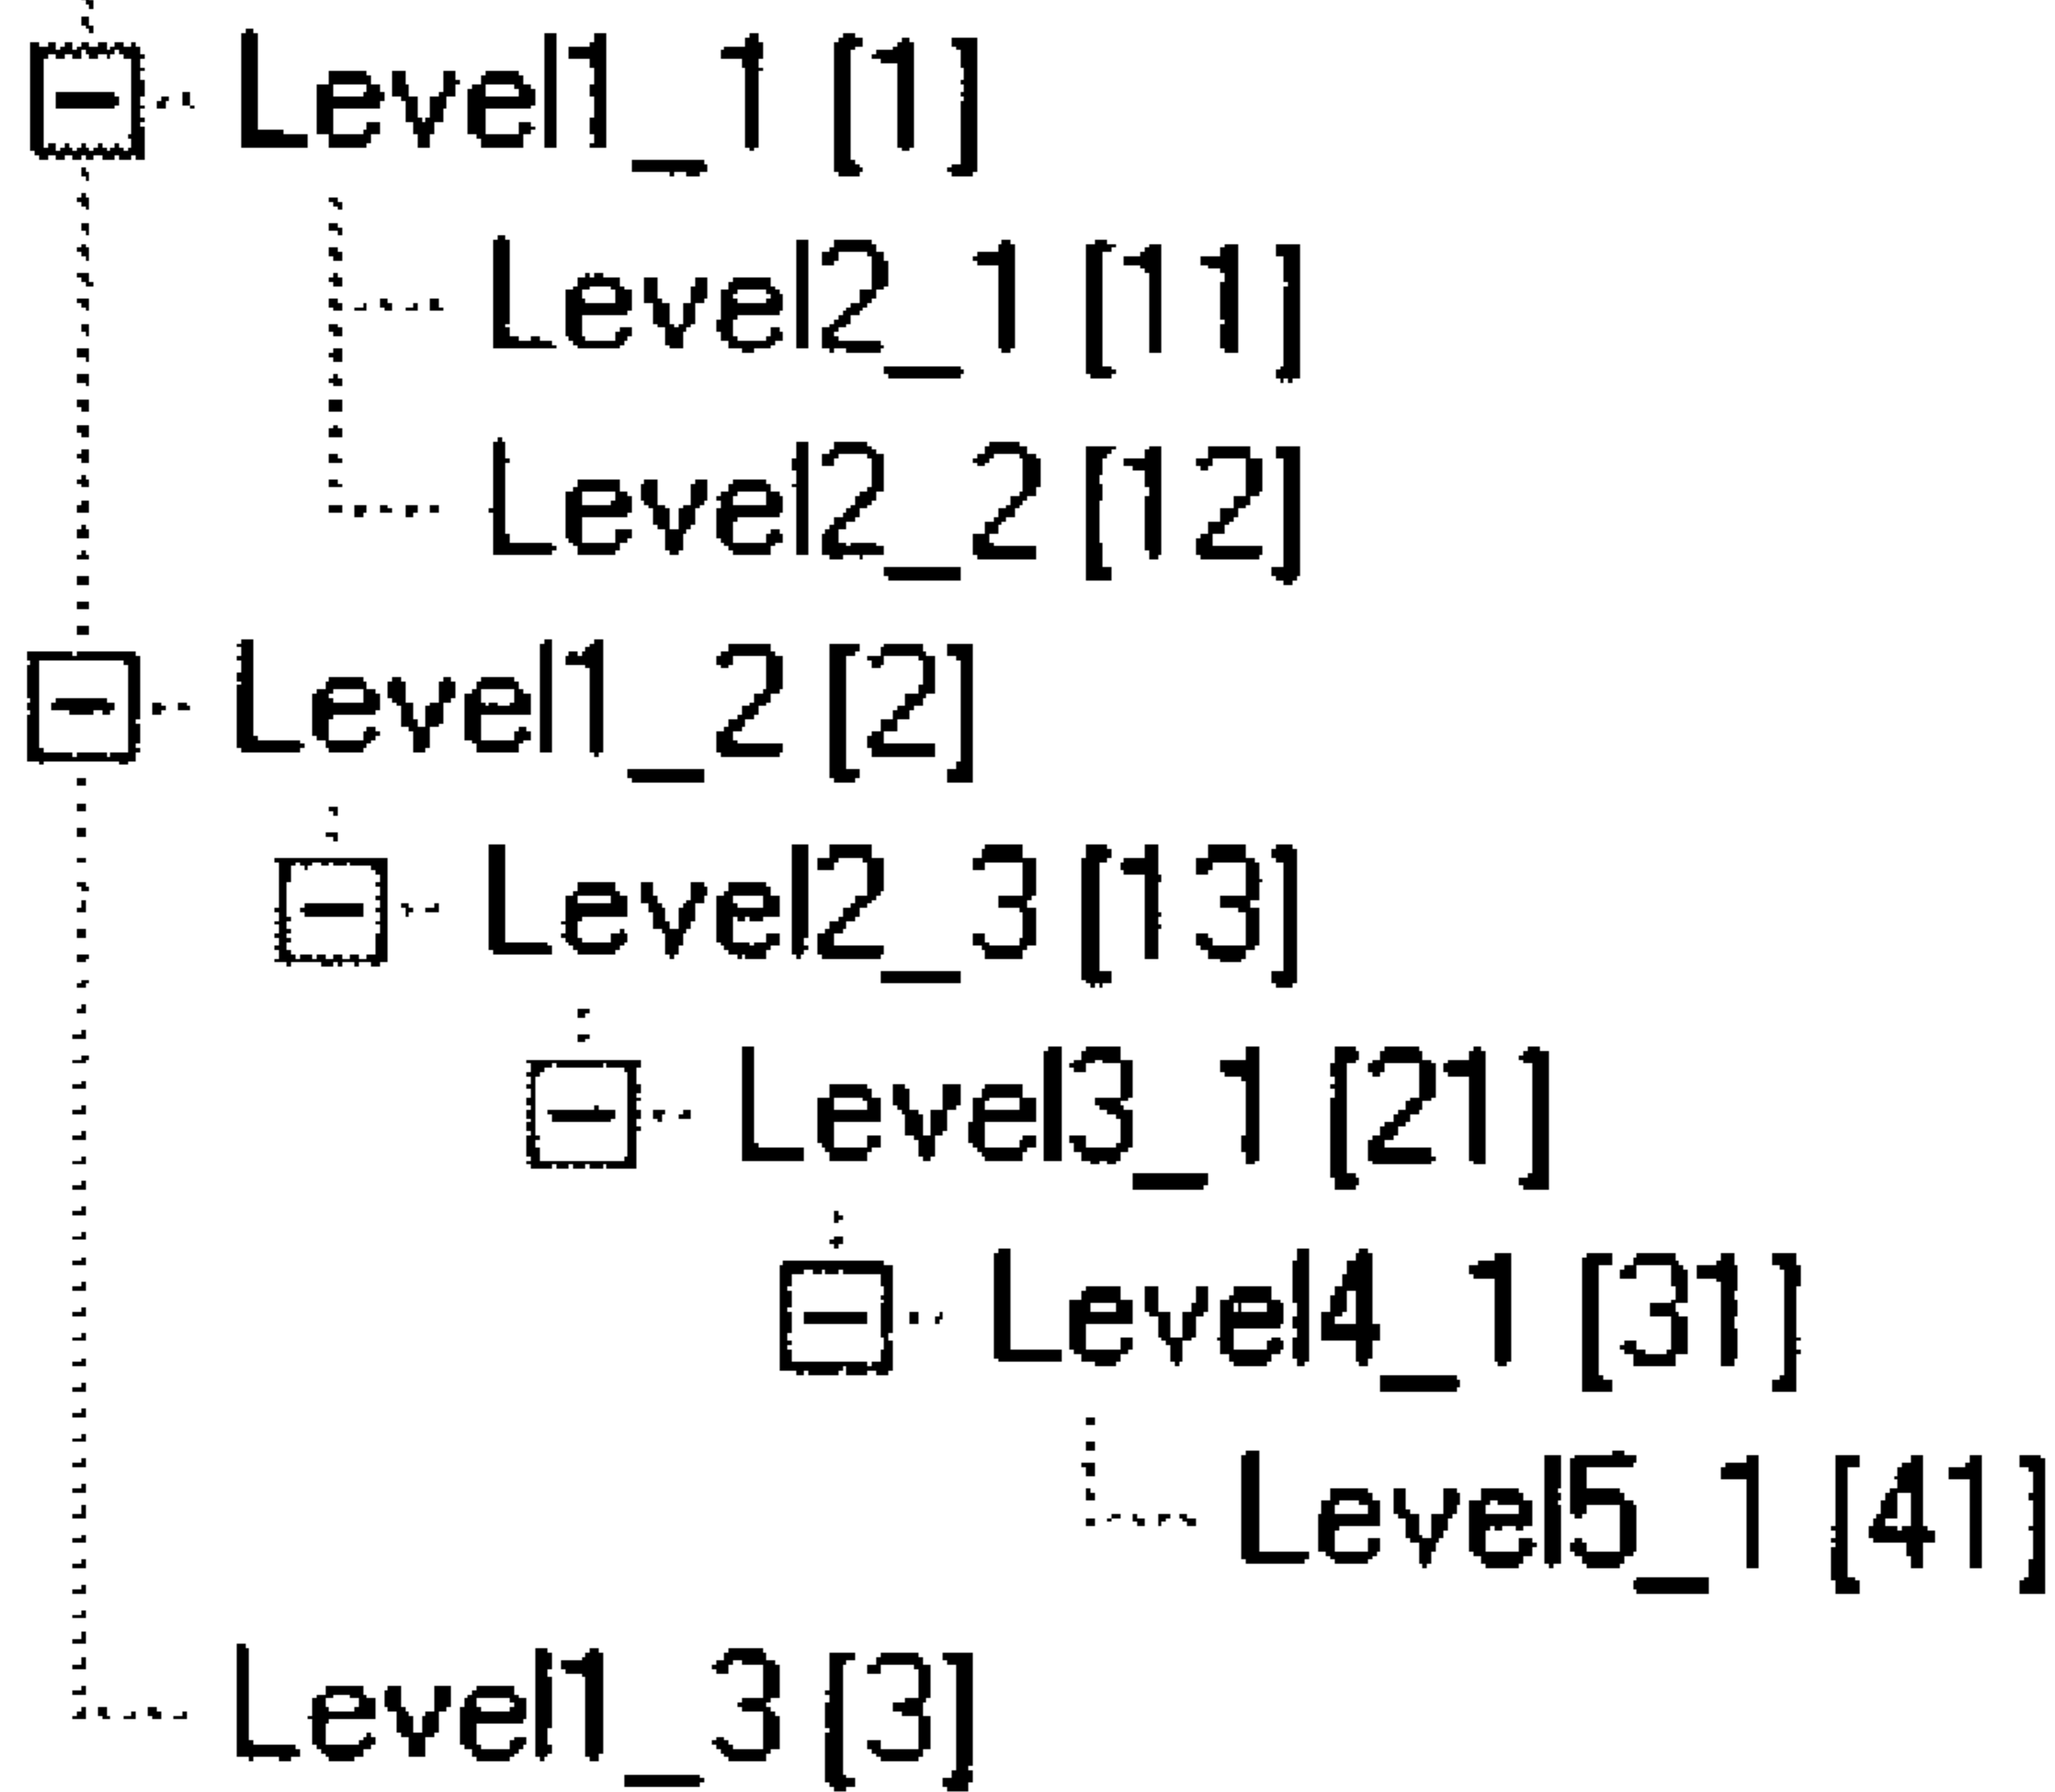 Level1_1 [1]
Level2_1 [11]
Level2_2 [12]
Level1_2 [2]
Level2_3 [13]
Level3_1 [21]
Level4_1 [31]
Level5_1 [41]
Level1_3 [3]